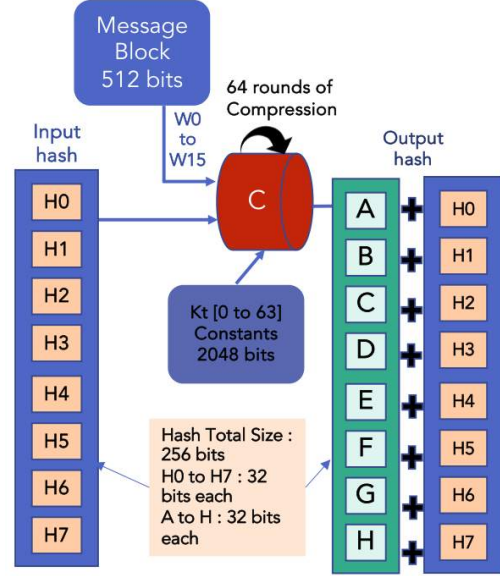 Message
Block
512 bits
64 rounds of
Compression
W0
to
W15
Input
hash
Output
hash
C
H0
H1
H2
H3
H4
H5
H6
H7
Kt [0 to 63]
Constants
2048 bits
Hash Total Size :
256 bits
H0 to H7 : 32
bits each
A to H : 32 bits
each
A + H0
B + H1
C + H2
D + H3
E + H4
F + H5
G + H6
H + H7